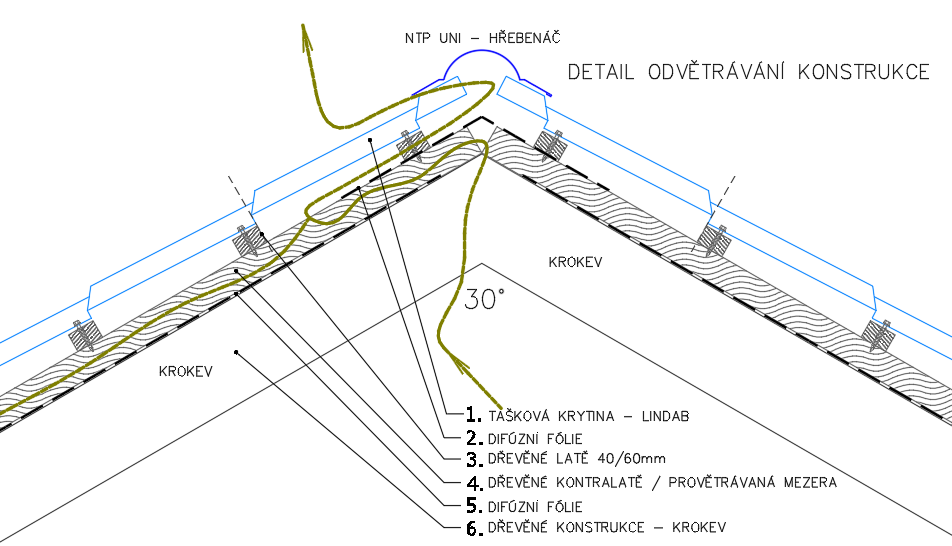 NTP UNI – HŘEBENÁČ
DETAIL ODVĚTRÁVÁNÍ KONSTRUKCE
KROKEV
30°
KROKEV
1. TAŠKOVÁ KRYTINA – LINDAB
2. DIFÚZNÍ FÓLIE
3. DŘEVĚNÉ LATĚ 40/60mm
4. DŘEVĚNÉ KONTRALATĚ / PROVĚTRÁVANÁ MEZERA
5. DIFÚZNÍ FÓLIE
6. DŘEVĚNÉ KONSTRUKCE – KROKEV